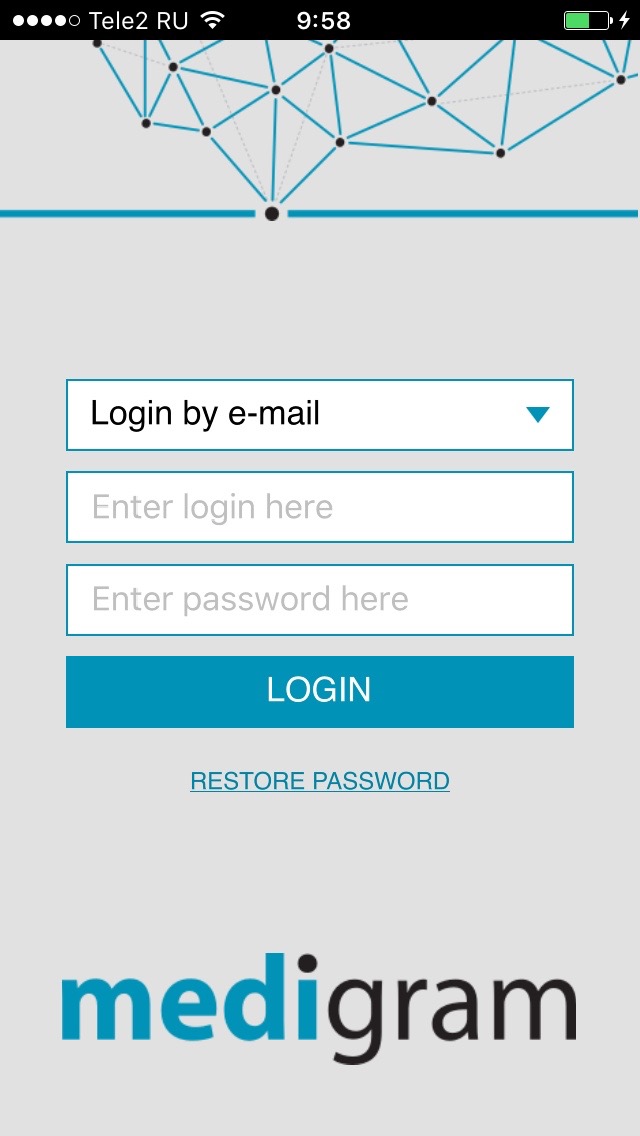 Tele2 RU 9:58
Login by e-mail
Enter login here
Enter password here
LOGIN
RESTORE PASSWORD
medigram